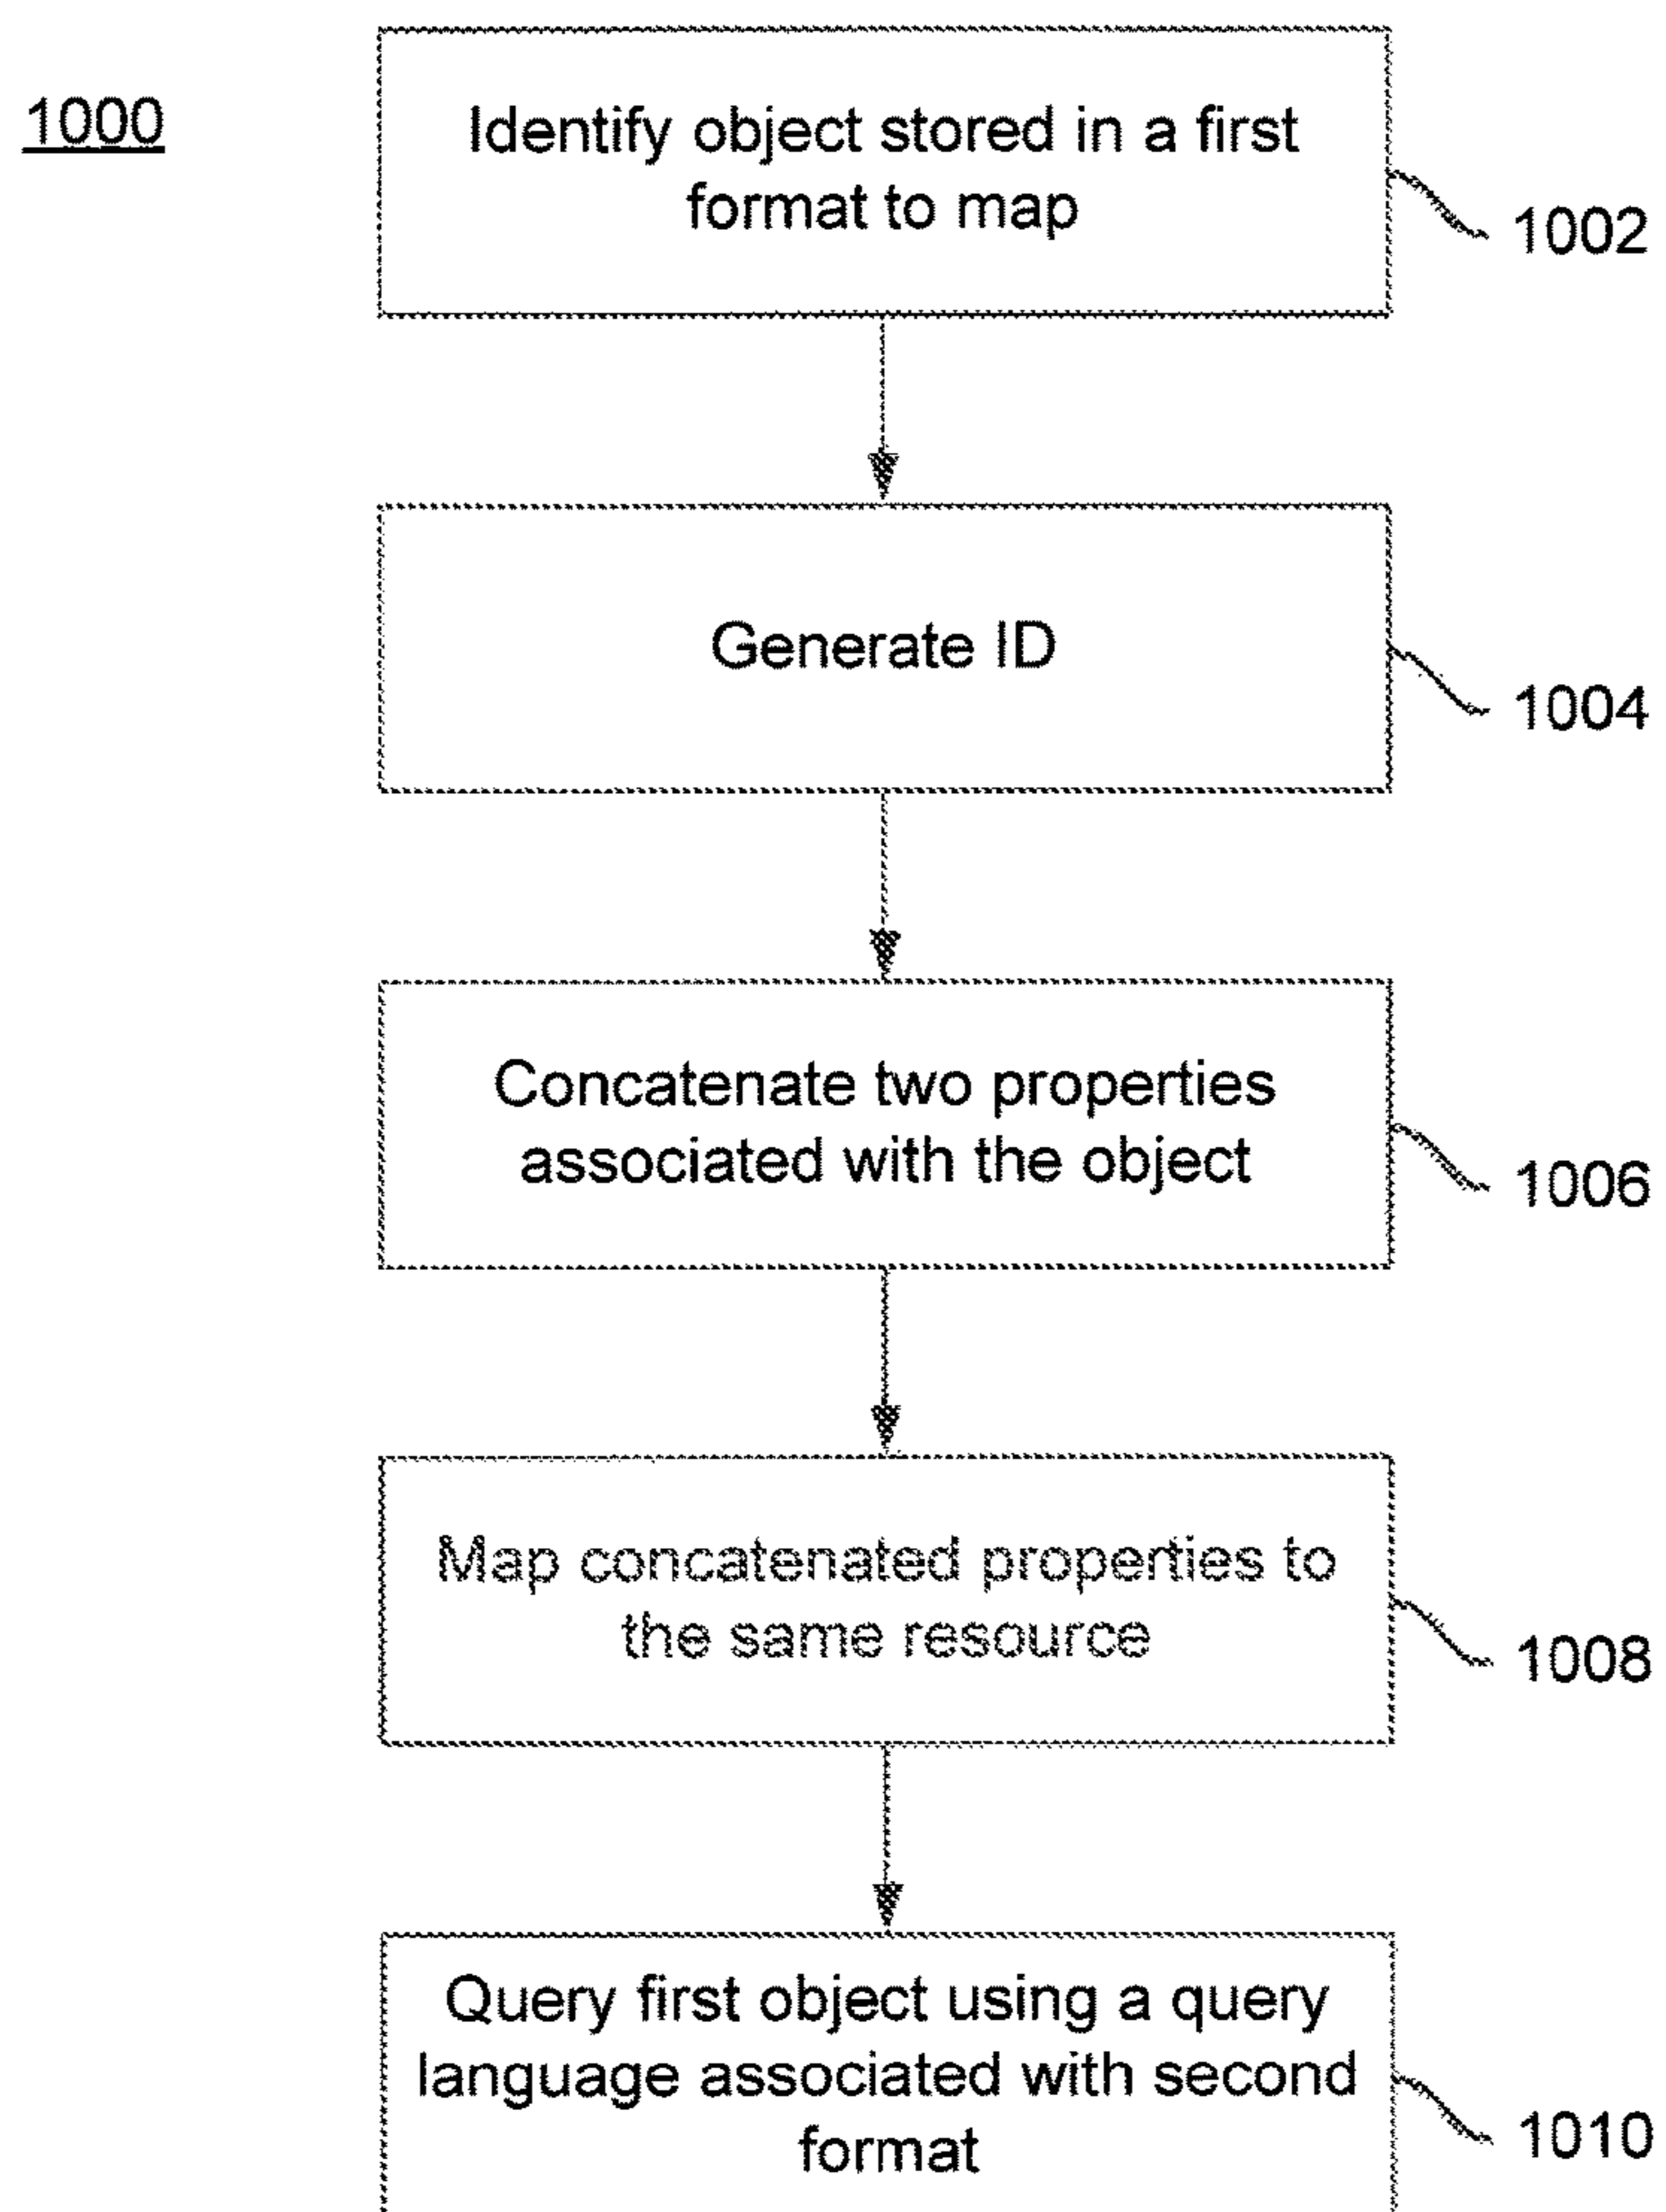 1000
Identify object stored in a first
format to map
1002
Generate ID
1004
Concatenate two properties
associated with the object
1006
Map concatenated properties to
the same resource
1008
Query first object using a query
language associated with second
format
1010